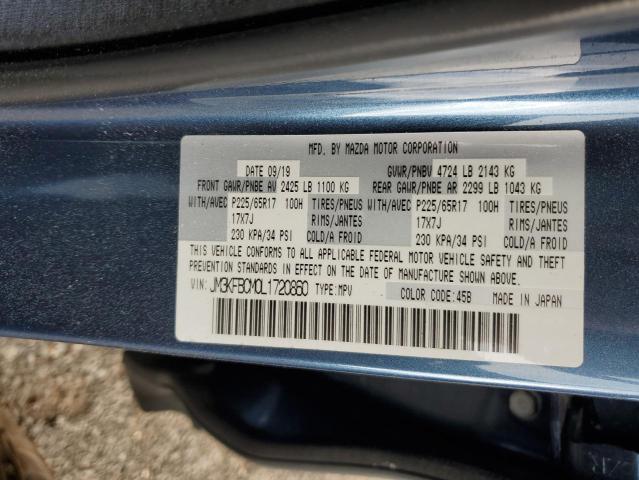 MFD. BY MAZDA MOTOR CORPORATION
DATE 09/19 GVWR/PNBV 4724 LB 2143 KG
FRONT GAWR/PNBE AV 2425 LB 1100 KG REAR GAWR/PNBE AR 2299 LB 1043 KG
WITH/AVEC P225/65R17 100H TIRES/PNEUS WITH/AVEC P225/65R17 100H TIRES/PNEUS
17X7J RIMS/JANTES 17X7J RIMS/JANTES
230 KPA/34 PSI COLD/A FROID 230 KPA/34 PSI COLD/A FROID
THIS VEHICLE CONFORMS TO ALL APPLICABLE FEDERAL MOTOR VEHICLE SAFETY AND THEFT
PREVENTION STANDARDS IN EFFECT ON THE DATE OF MANUFACTURE SHOWN ABOVE.
VIN: JM3KFBCM0L1720860 TYPE:MPV COLOR CODE:45B MADE IN JAPAN